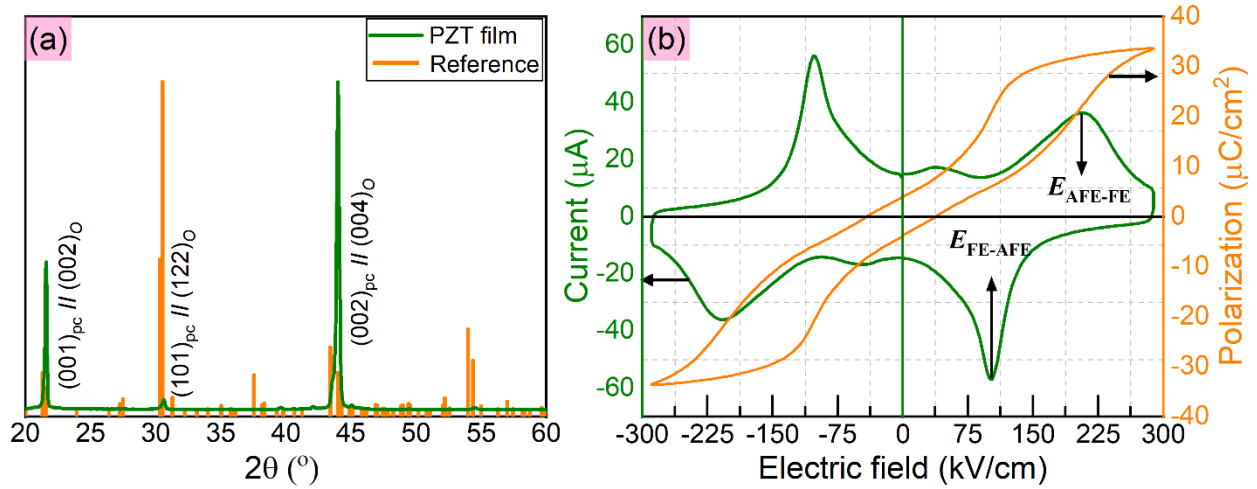 (a)
PZT film
Reference
(001)pc // (002)O
(101)pc // (122)O
(002)pc // (004)O
20 25 30 35 40 45 50 55 60
2θ (º)
(b)
60
40
20
0
-20
-40
-60
Current (μA)
EAFE-FE
EFE-AFE
40
30
20
10
0
-10
-20
-30
-40
Polarization (μC/cm²)
-300 -225 -150 -75 0 75 150 225 300
Electric field (kV/cm)